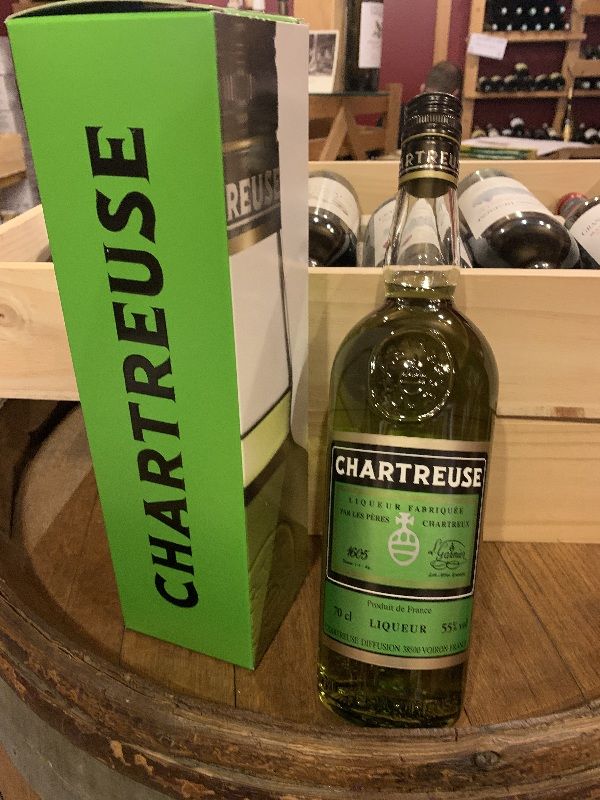 CHARTREUSE
REUSE
ARTREU
CHARTREUSE
LIQUEUR FABRIQUÉE
PAR LES PÈRES CHARTREUX
1605
L. Garnier
Produit de France
70 cl LIQUEUR 55% vol
CHARTREUSE DIFFUSION 38500 VOIRON FRANCE